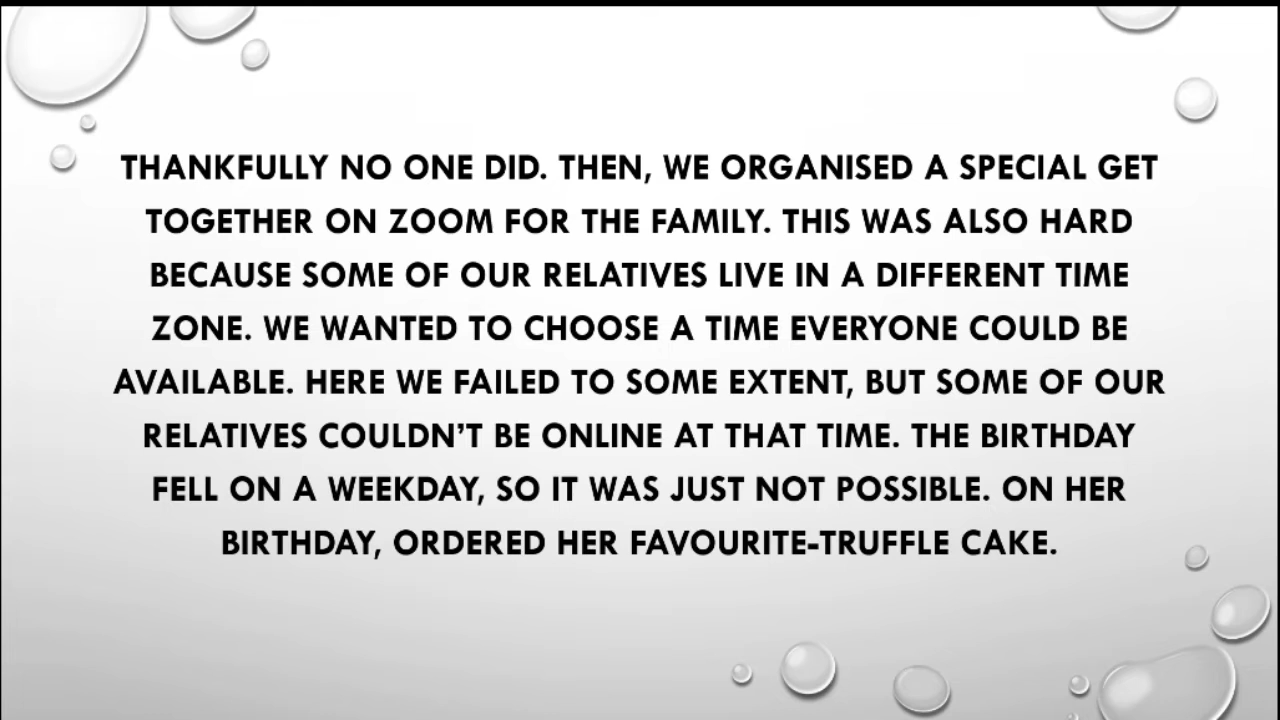 THANKFULLY NO ONE DID. THEN, WE ORGANISED A SPECIAL GET
TOGETHER ON ZOOM FOR THE FAMILY. THIS WAS ALSO HARD
BECAUSE SOME OF OUR RELATIVES LIVE IN A DIFFERENT TIME
ZONE. WE WANTED TO CHOOSE A TIME EVERYONE COULD BE
AVAILABLE. HERE WE FAILED TO SOME EXTENT, BUT SOME OF OUR
RELATIVES COULDN'T BE ONLINE AT THAT TIME. THE BIRTHDAY
FELL ON A WEEKDAY, SO IT WAS JUST NOT POSSIBLE. ON HER
BIRTHDAY, ORDERED HER FAVOURITE-TRUFFLE CAKE.